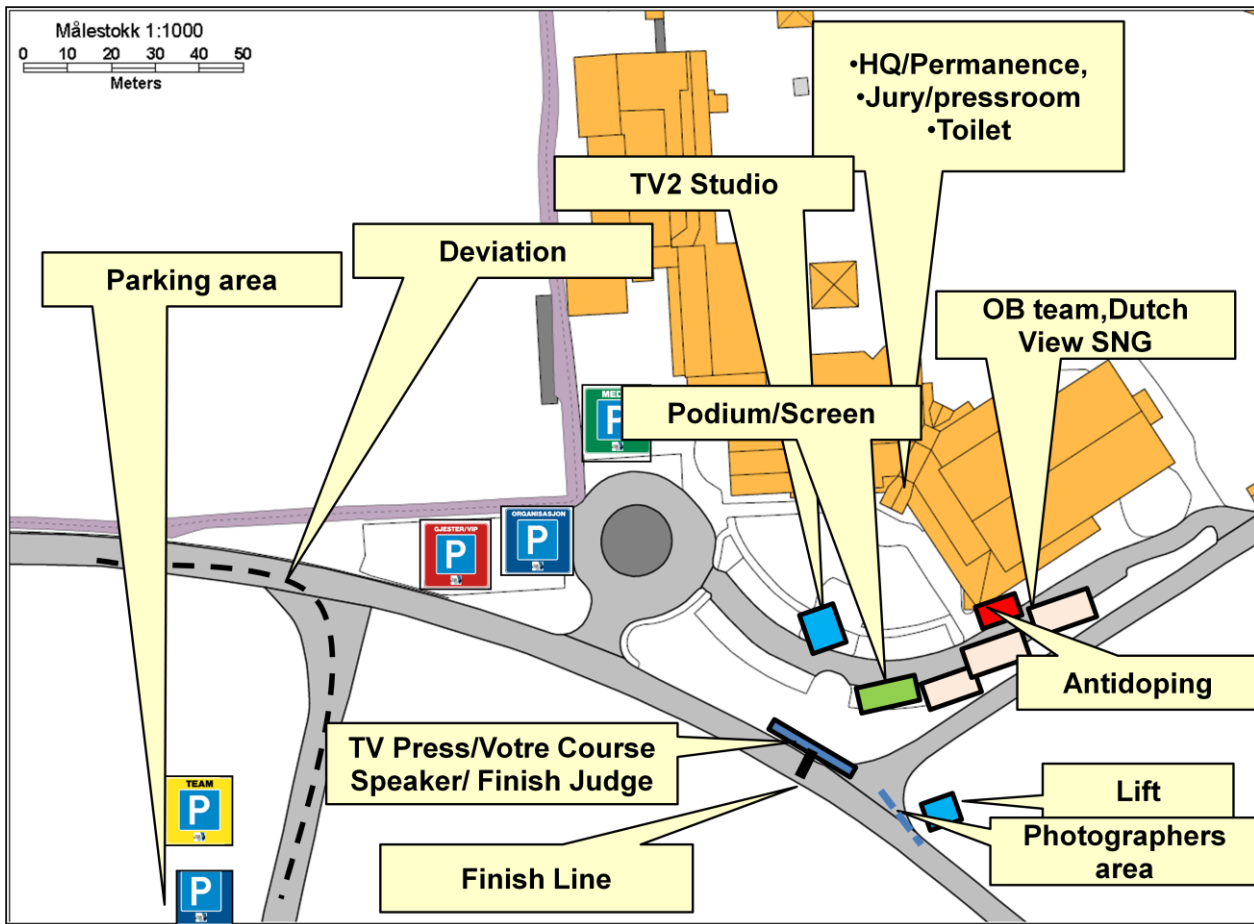 Målestokk 1:1000
0 10 20 30 40 50
Meters
•HQ/Permanence,
•Jury/pressroom
•Toilet
TV2 Studio
Deviation
Parking area
OB team,Dutch
View SNG
Podium/Screen
P
GJESTER/VIP
P
ORGANISASJON
P
Antidoping
TV Press/Votre Course
Speaker/ Finish Judge
TEAM
P
Lift
Photographers
area
Finish Line
P